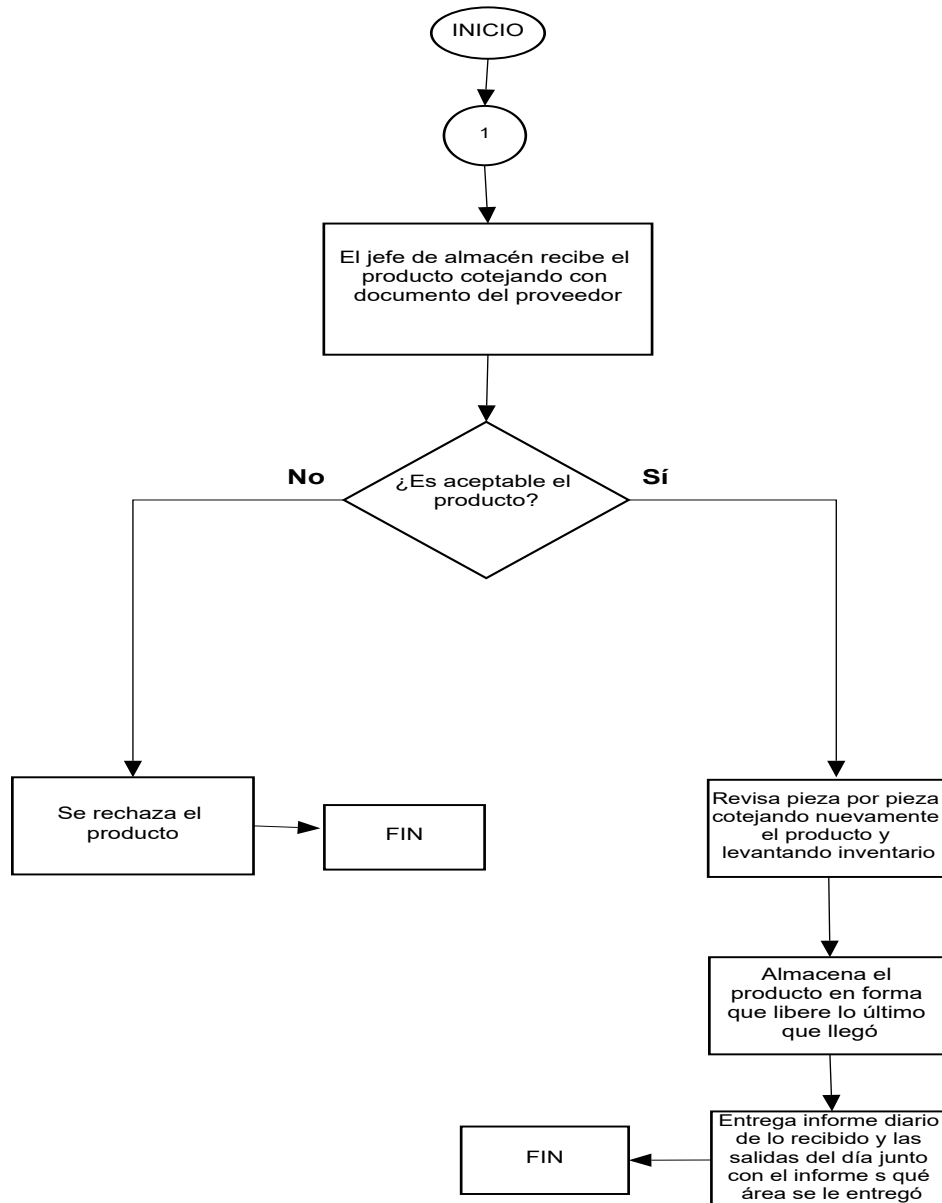 INICIO
1
El jefe de almacén recibe el
producto cotejando con
documento del proveedor
¿Es aceptable el
producto?
No
Sí
Se rechaza el
producto
FIN
Revisa pieza por pieza
cotejando nuevamente
el producto y
levantando inventario
Almacena el
producto en forma
que libere lo último
que llegó
Entrega informe diario
de lo recibido y las
salidas del día junto
con el informe s qué
área se le entregó
FIN